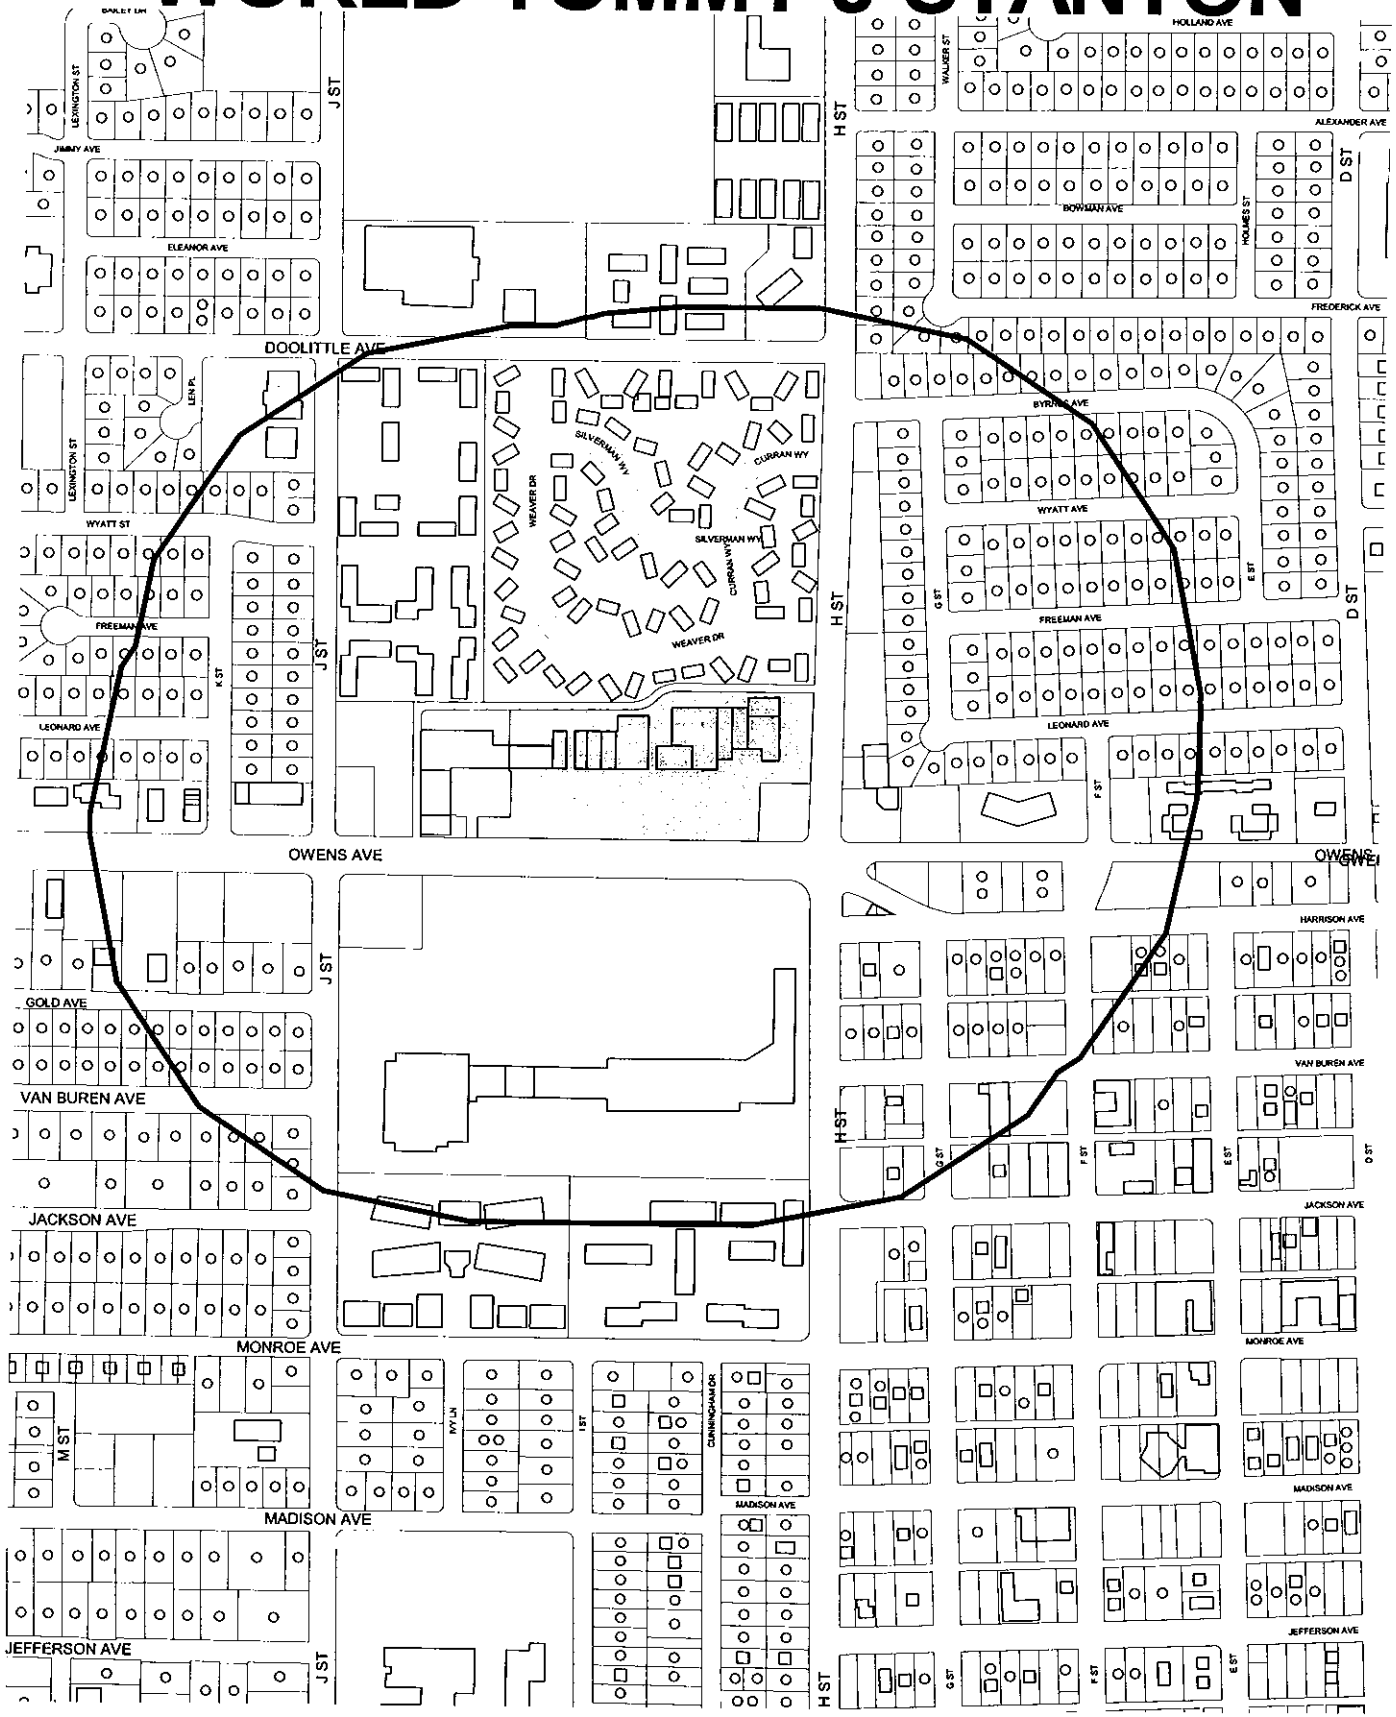 WORLD TOMMY J STANTON
BAILEY DR
HOLLAND AVE
LEXINGTON ST
J ST
H ST
WALKER ST
ALEXANDER AVE
JIMMY AVE
D ST
BOWMAN AVE
HOLMES ST
ELEANOR AVE
FREDERICK AVE
DOOLITTLE AVE
LEN PL
BYRNES AVE
SILVERMAN WY
CURRAN WY
LEXINGTON ST
WEAVER DR
WYATT ST
WYATT AVE
SILVERMAN WY
CURRAN WY
E ST
G ST
H ST
D ST
FREEMAN AVE
FREEMAN AVE
WEAVER DR
J ST
K ST
LEONARD AVE
LEONARD AVE
F ST
OWENS AVE
OWENS
HARRISON AVE
J ST
GOLD AVE
VAN BUREN AVE
VAN BUREN AVE
H ST
G ST
F ST
E ST
D ST
JACKSON AVE
JACKSON AVE
MONROE AVE
MONROE AVE
M ST
IVY LN
I ST
CUNNINGHAM DR
MADISON AVE
MADISON AVE
MADISON AVE
JEFFERSON AVE
JEFFERSON AVE
J ST
H ST
G ST
F ST
E ST